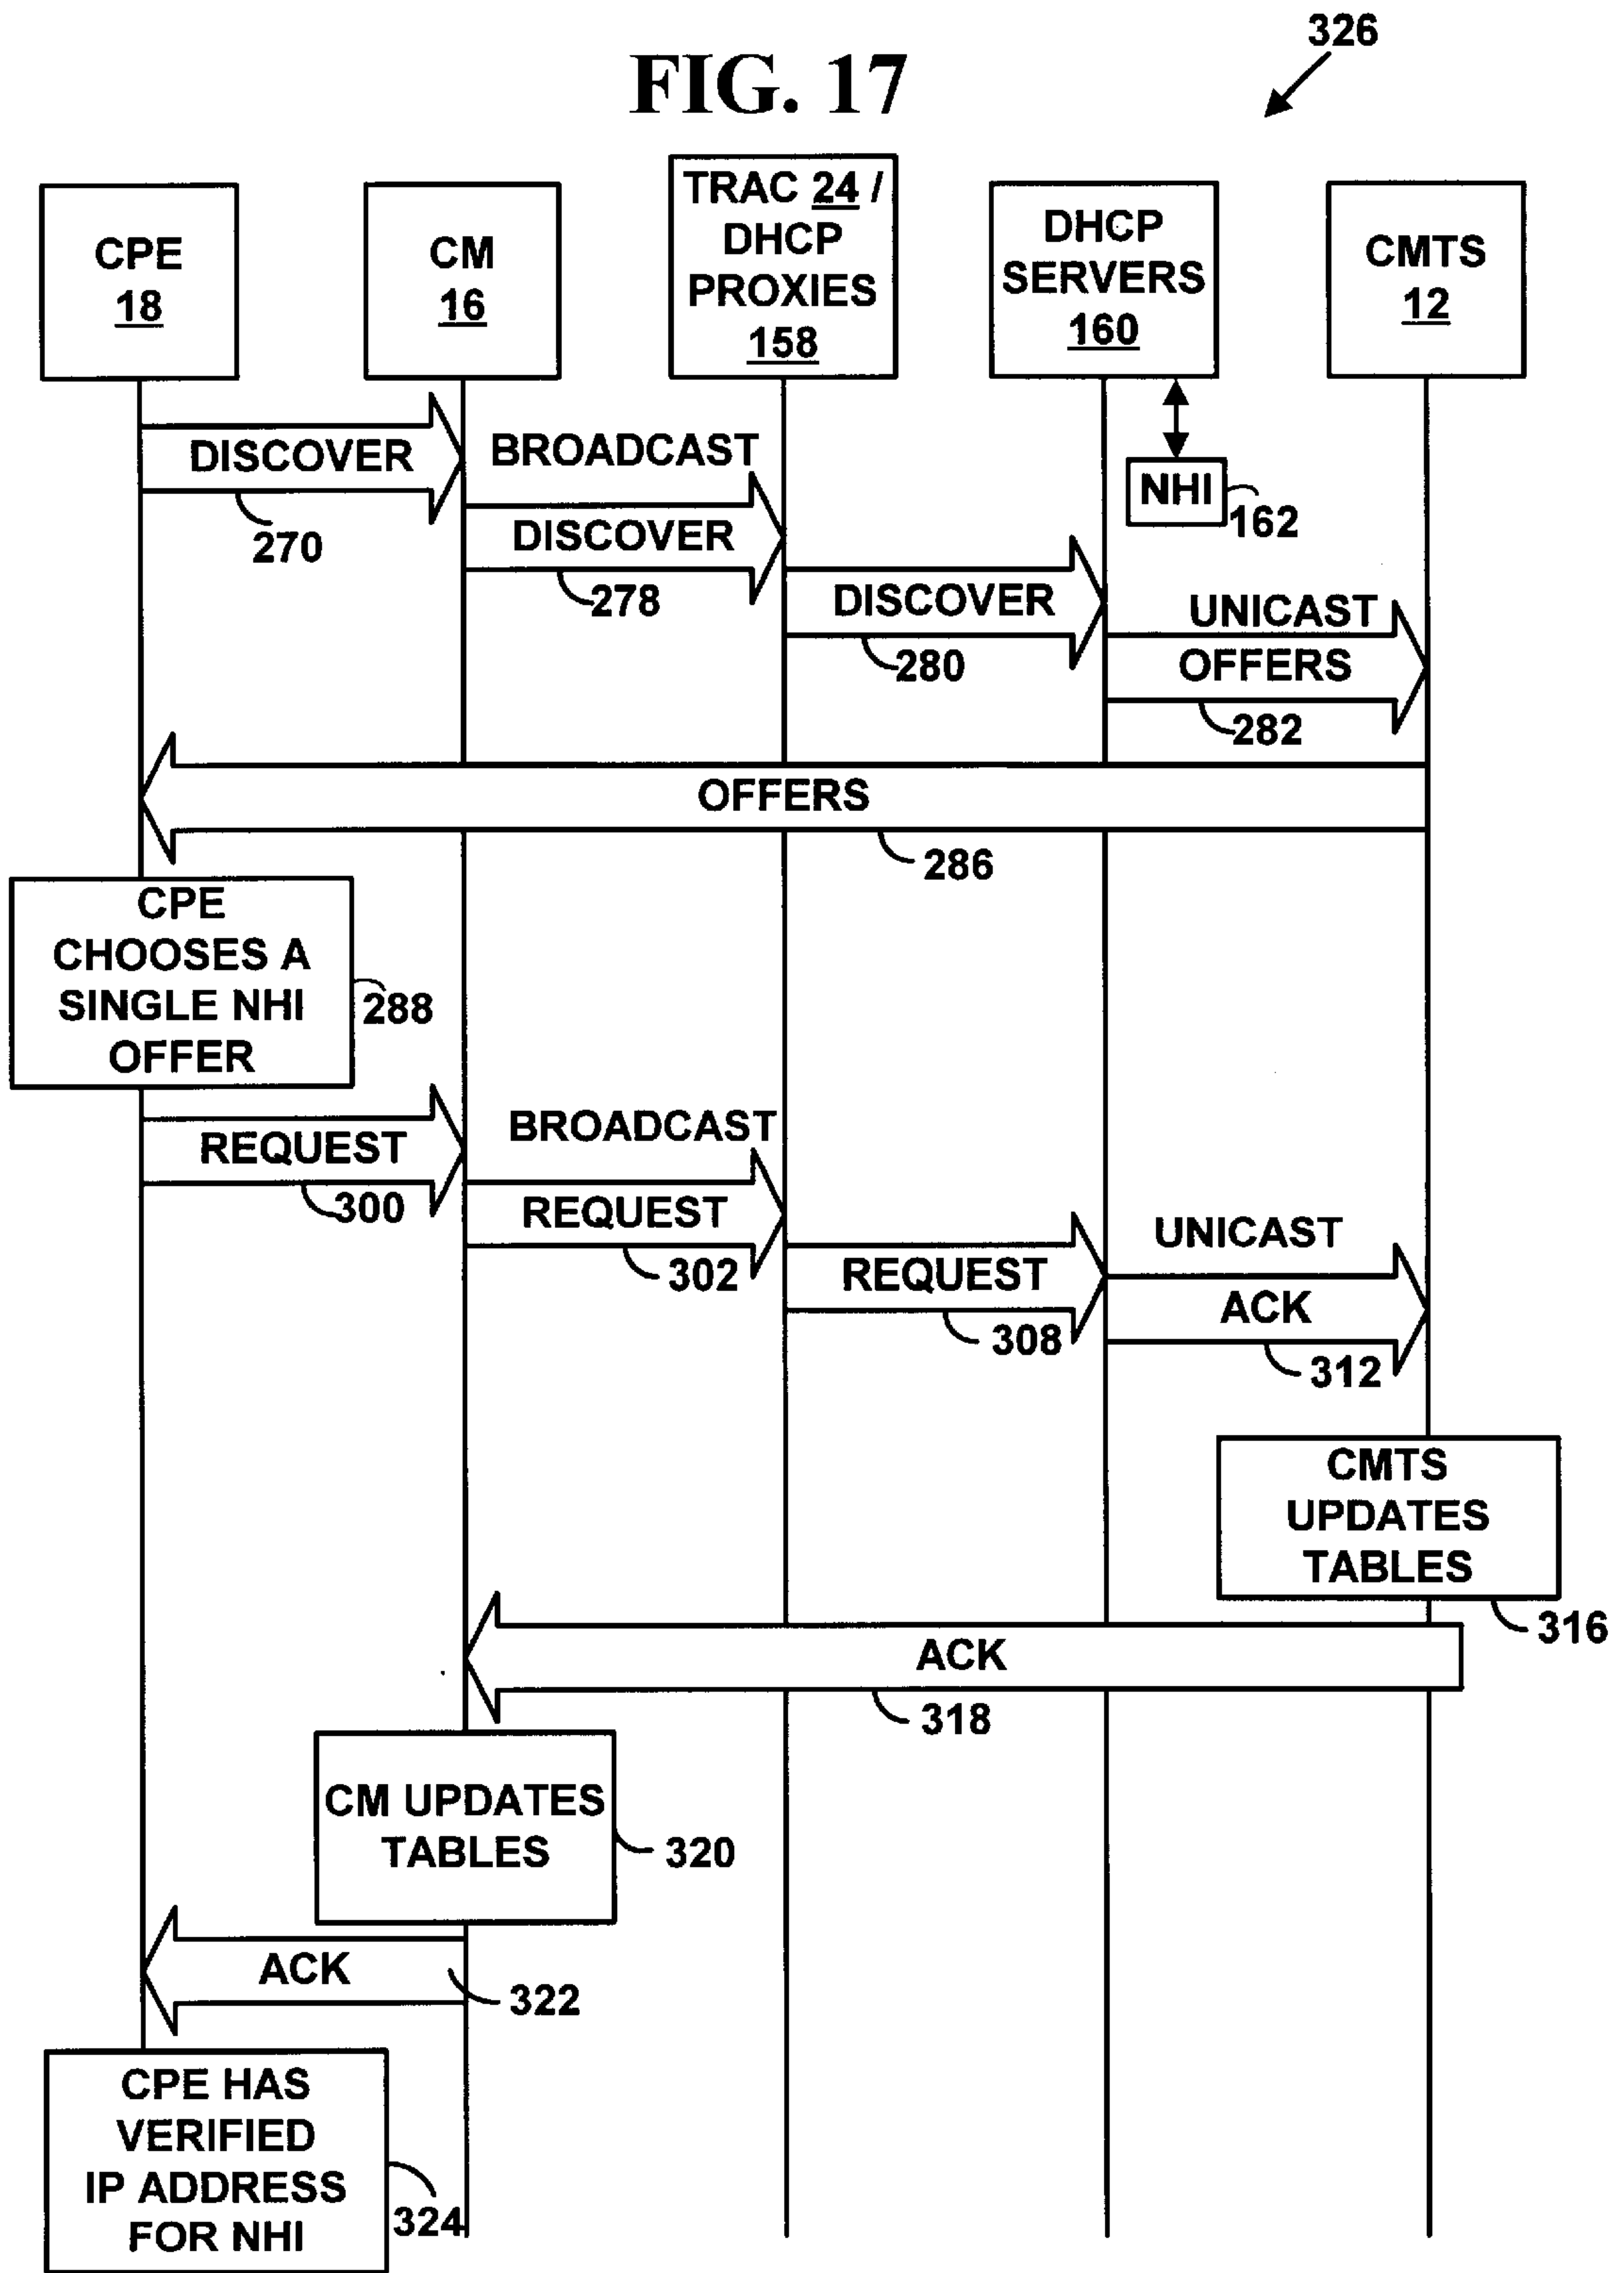 326
FIG. 17
CPE
18
CM
16
TRAC 24 /
DHCP
PROXIES
158
DHCP
SERVERS
160
CMTS
12
DISCOVER
270
BROADCAST
DISCOVER
278
NHI
162
DISCOVER
280
UNICAST
OFFERS
282
OFFERS
286
CPE
CHOOSES A
SINGLE NHI
OFFER
288
REQUEST
300
BROADCAST
REQUEST
302
REQUEST
308
UNICAST
ACK
312
CMTS
UPDATES
TABLES
316
ACK
318
CM UPDATES
TABLES
320
ACK
322
CPE HAS
VERIFIED
IP ADDRESS
FOR NHI
324